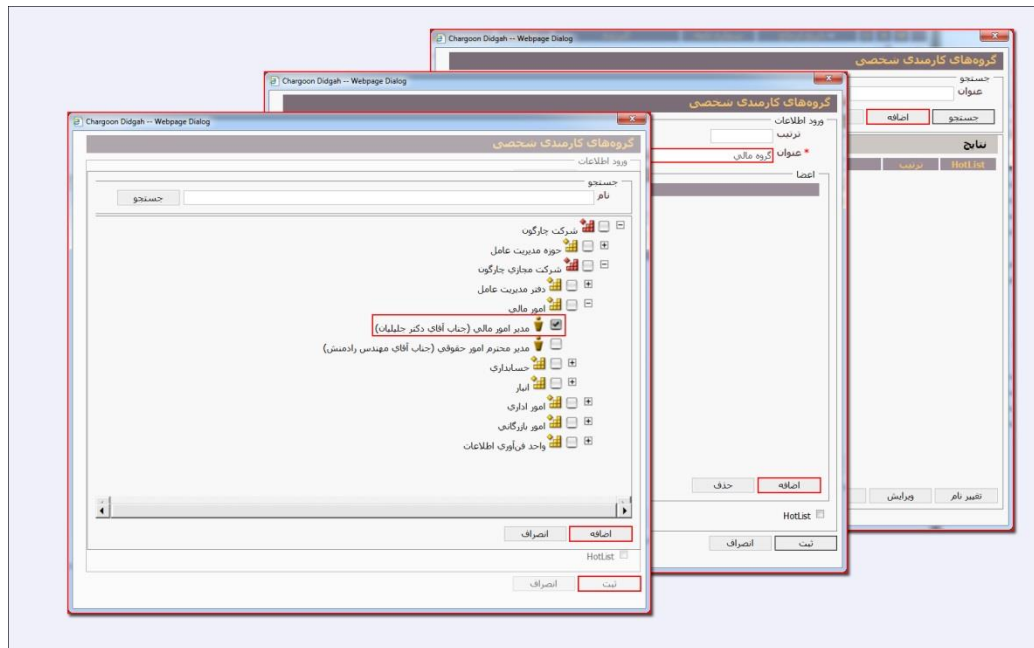 Chargoon Didgah -- Webpage Dialog
گروه‌های کارمندی شخصی
جستجو
عنوان
جستجو اضافه
نتایج
HotList ترتیب
تغییر نام ویرایش
Chargoon Didgah -- Webpage Dialog
گروه‌های کارمندی شخصی
ورود اطلاعات
ترتیب
* عنوان گروه مالی
اعضا
اضافه حذف
HotList
ثبت انصراف
Chargoon Didgah -- Webpage Dialog
گروه‌های کارمندی شخصی
ورود اطلاعات
جستجو
نام جستجو
شرکت چارگون
حوزه مدیریت عامل
شرکت مجازی چارگون
دفتر مدیریت عامل
امور مالی
مدیر امور مالی (جناب آقای دکتر جلیلیان)
مدیر محترم امور حقوقی (جناب آقای مهندس رادمنش)
حسابداری
انبار
امور اداری
امور بازرگانی
واحد فن‌آوری اطلاعات
اضافه انصراف
HotList
ثبت انصراف